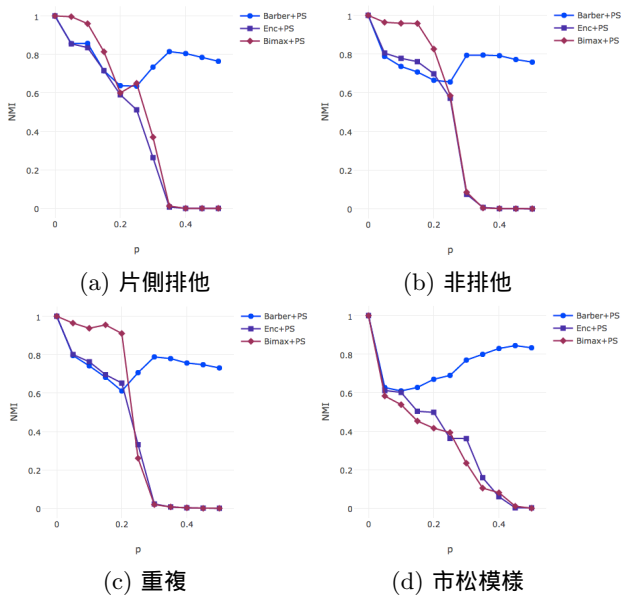 1
0.8
0.6
0.4
0.2
0
NMI
0
0.2
0.4
p
Barber+PS
Enc+PS
Bimax+PS
(a) 片側排他
1
0.8
0.6
0.4
0.2
0
NMI
0
0.2
0.4
p
Barber+PS
Enc+PS
Bimax+PS
(b) 非排他
1
0.8
0.6
0.4
0.2
0
NMI
0
0.2
0.4
p
Barber+PS
Enc+PS
Bimax+PS
(c) 重複
1
0.8
0.6
0.4
0.2
0
NMI
0
0.2
0.4
p
Barber+PS
Enc+PS
Bimax+PS
(d) 市松模様